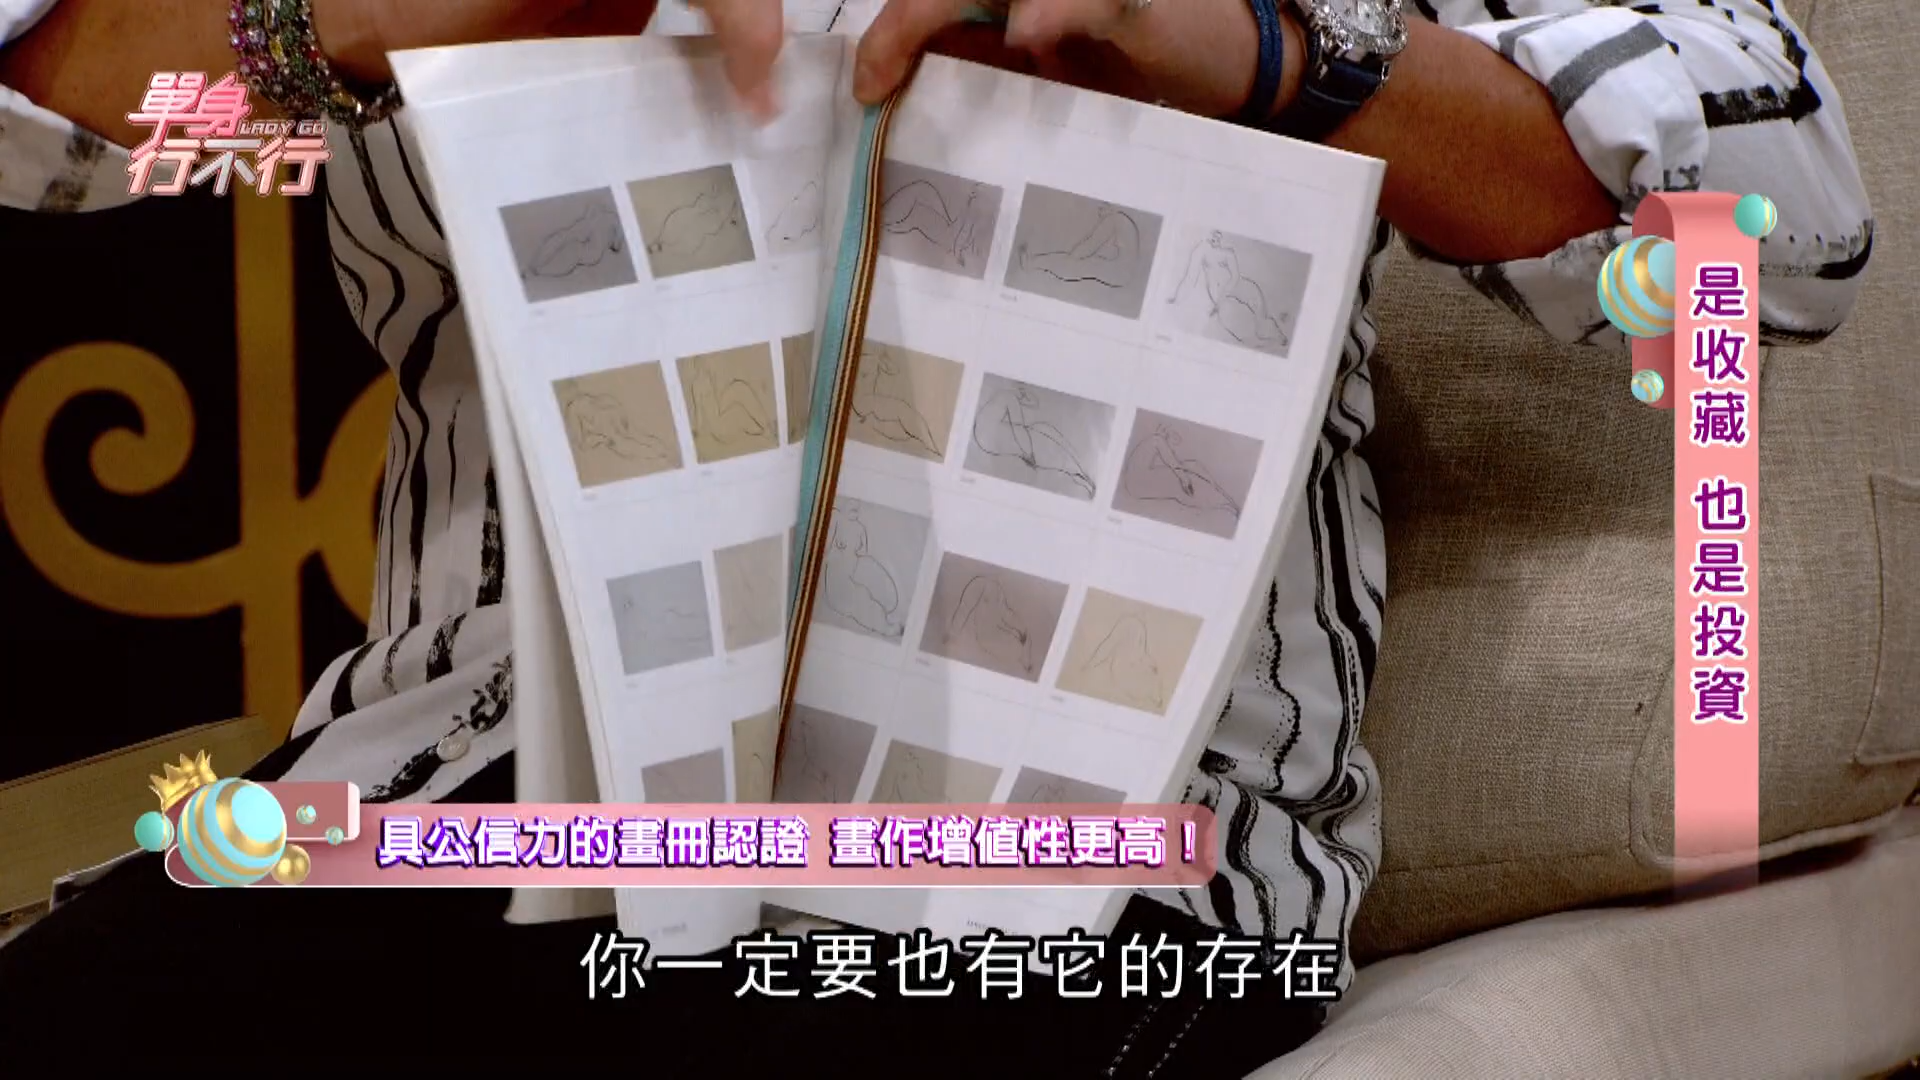 單身
LADY GO
行不行
是收藏 也是投資
具公信力的畫冊認證 畫作增值性更高！
你一定要也有它的存在